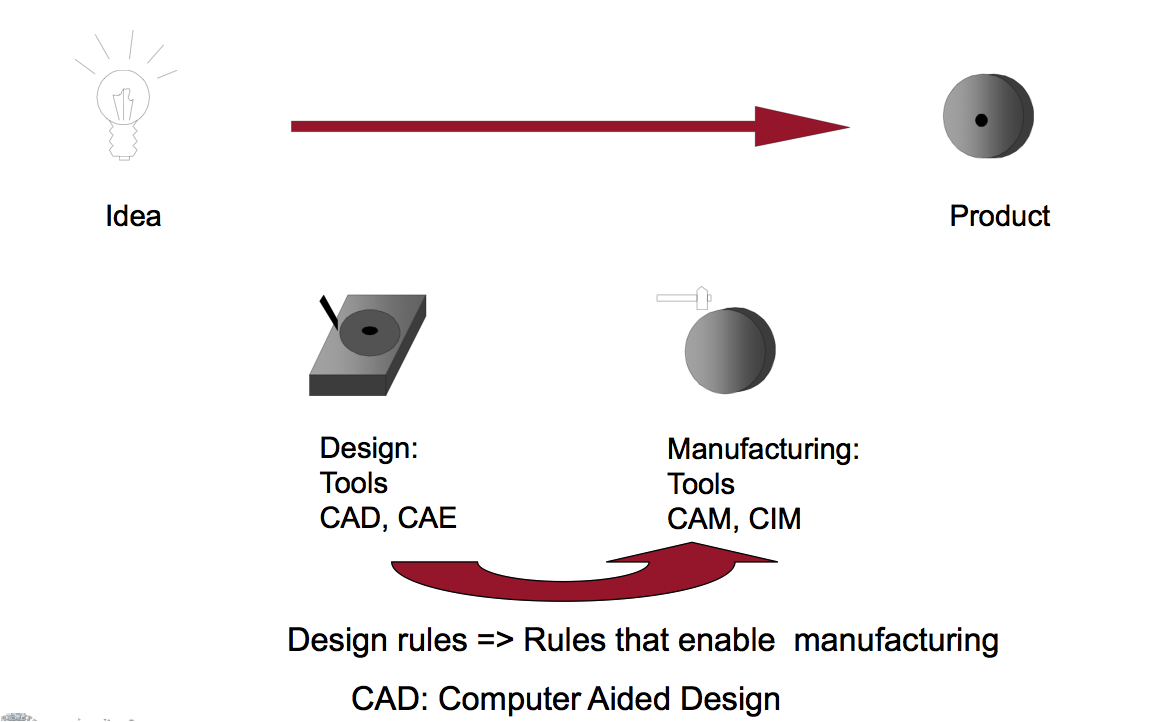 Idea
Product
Design:
Tools
CAD, CAE
Manufacturing:
Tools
CAM, CIM
Design rules => Rules that enable  manufacturing
CAD: Computer Aided Design